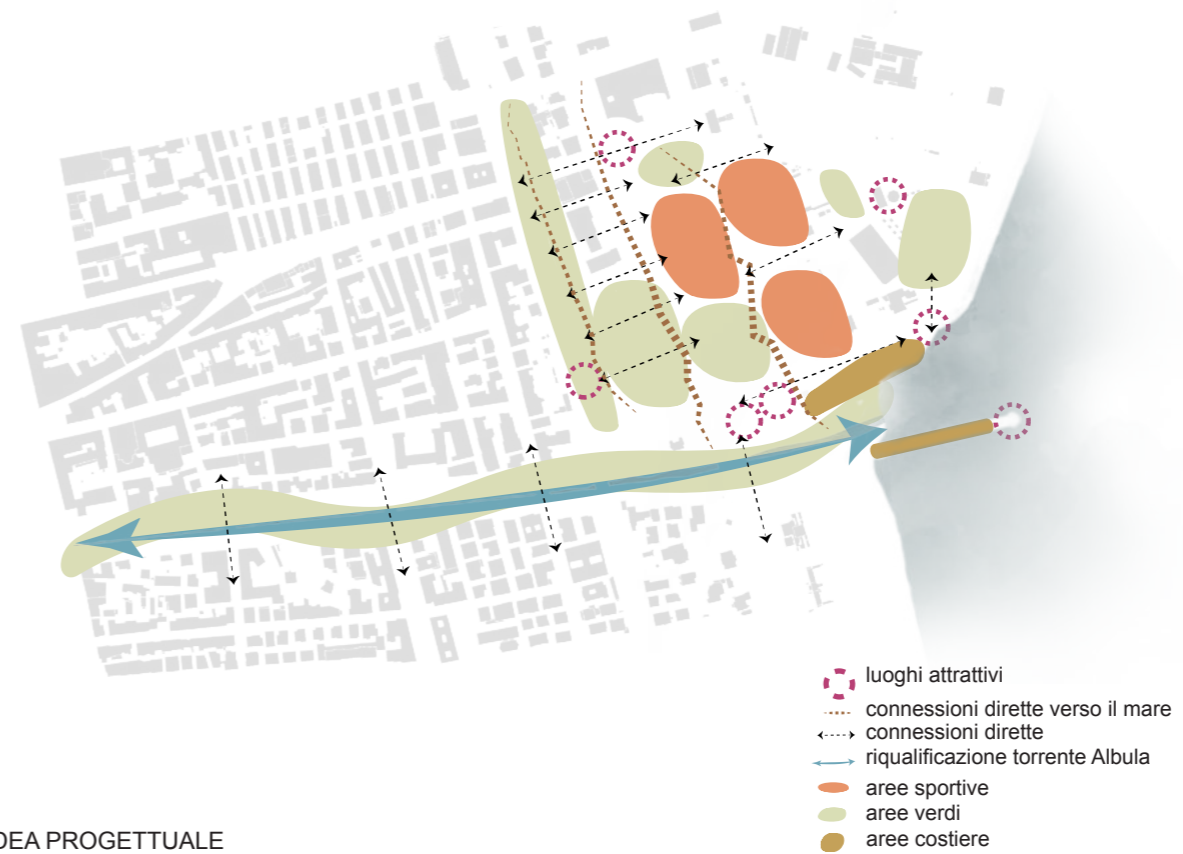 luoghi attrattivi
connessioni dirette verso il mare
connessioni dirette
riqualificazione torrente Albula
aree sportive
aree verdi
aree costiere
DEA PROGETTUALE